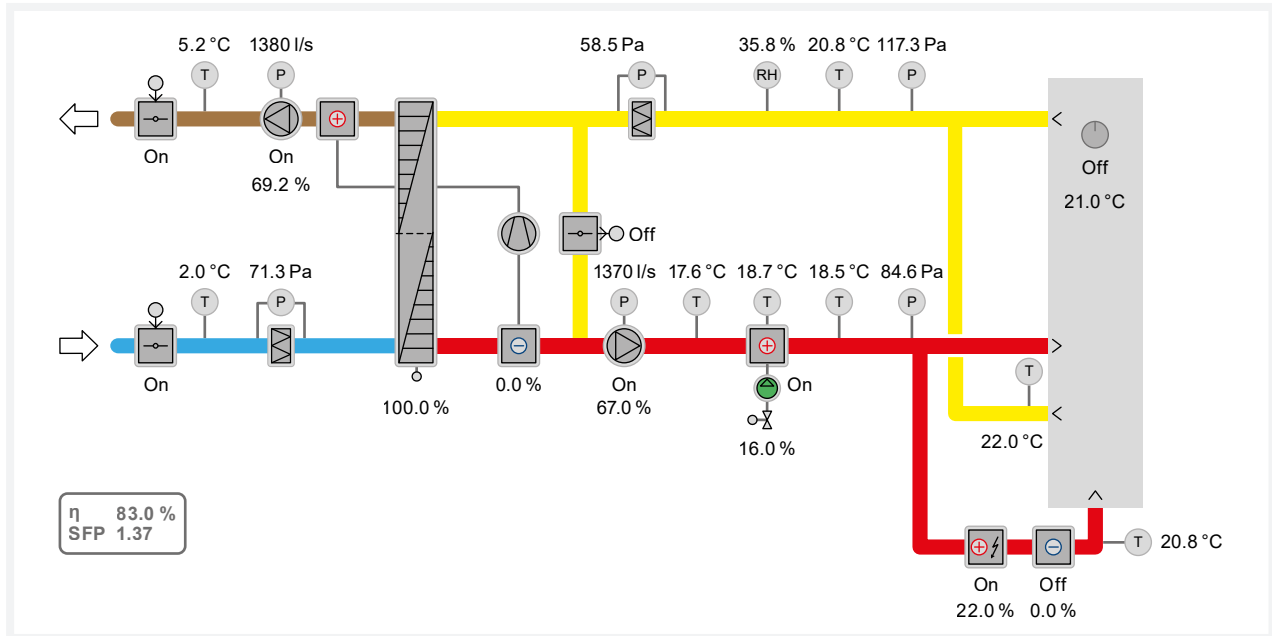 5.2 °C 1380 l/s 58.5 Pa 35.8 % 20.8 °C 117.3 Pa
T P P RH T P
On On Off
69.2 % 21.0 °C
Off
2.0 °C 71.3 Pa 1370 l/s 17.6 °C 18.7 °C 18.5 °C 84.6 Pa
T P P T T T P
T
On 0.0 % On On
100.0 % 67.0 %
22.0 °C
16.0 %
η 83.0 %
SFP 1.37
T 20.8 °C
On Off
22.0 % 0.0 %